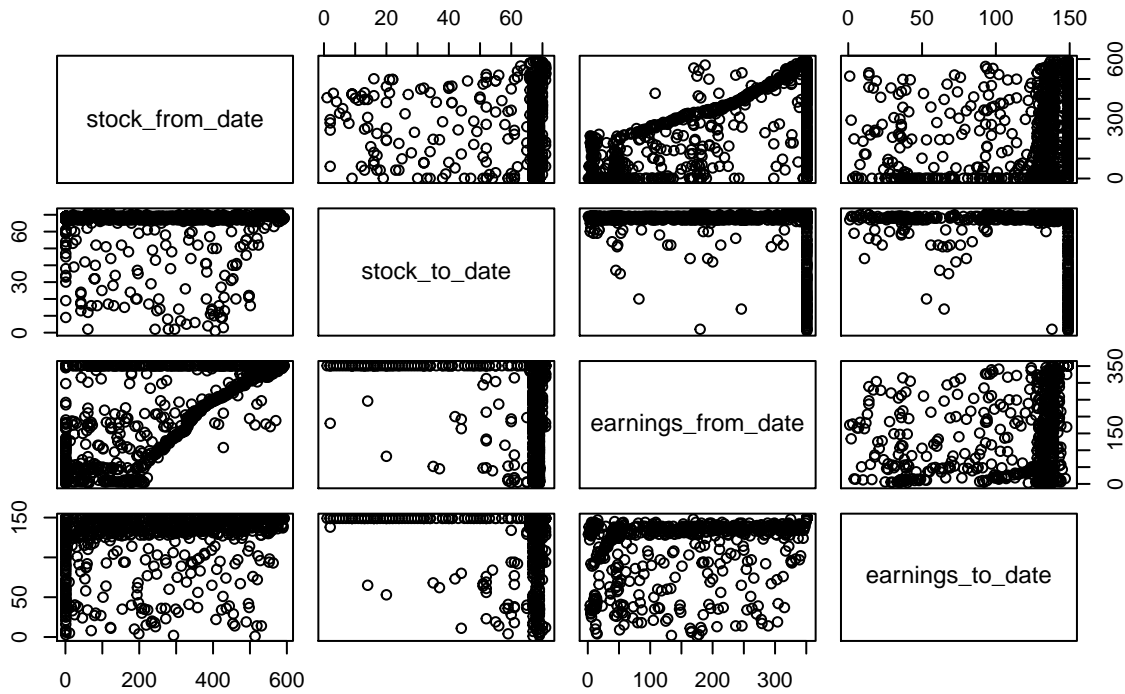 0 20 40 60
0 50 100 150
stock_from_date
0 300 600
0 30 60
stock_to_date
earnings_from_date
0 150 350
0 50 150
earnings_to_date
0 200 400 600
0 100 200 300